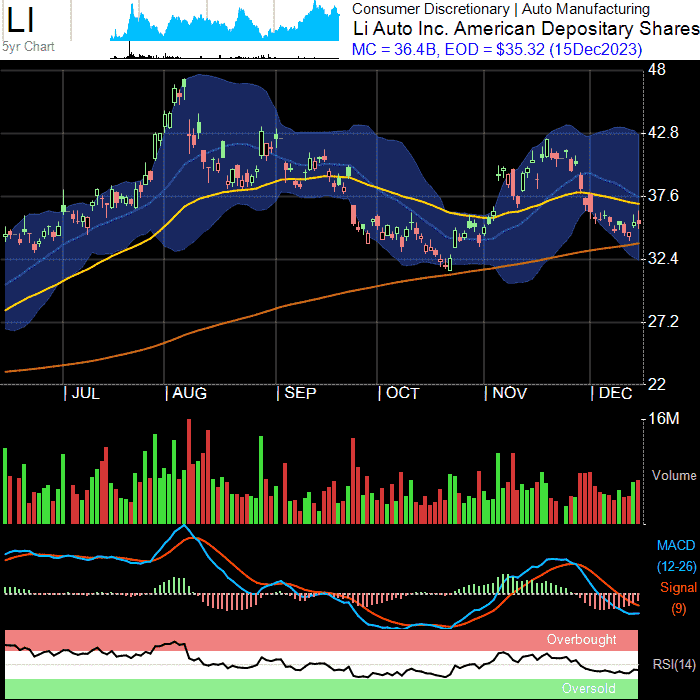 LI
5yr Chart
Consumer Discretionary | Auto Manufacturing
Li Auto Inc. American Depositary Shares
MC = 36.4B, EOD = $35.32 (15Dec2023)
48
42.8
37.6
32.4
27.2
22
| JUL | AUG | SEP | OCT | NOV | DEC
16M
Volume
MACD
(12-26)
Signal
(9)
Overbought
RSI(14)
Oversold